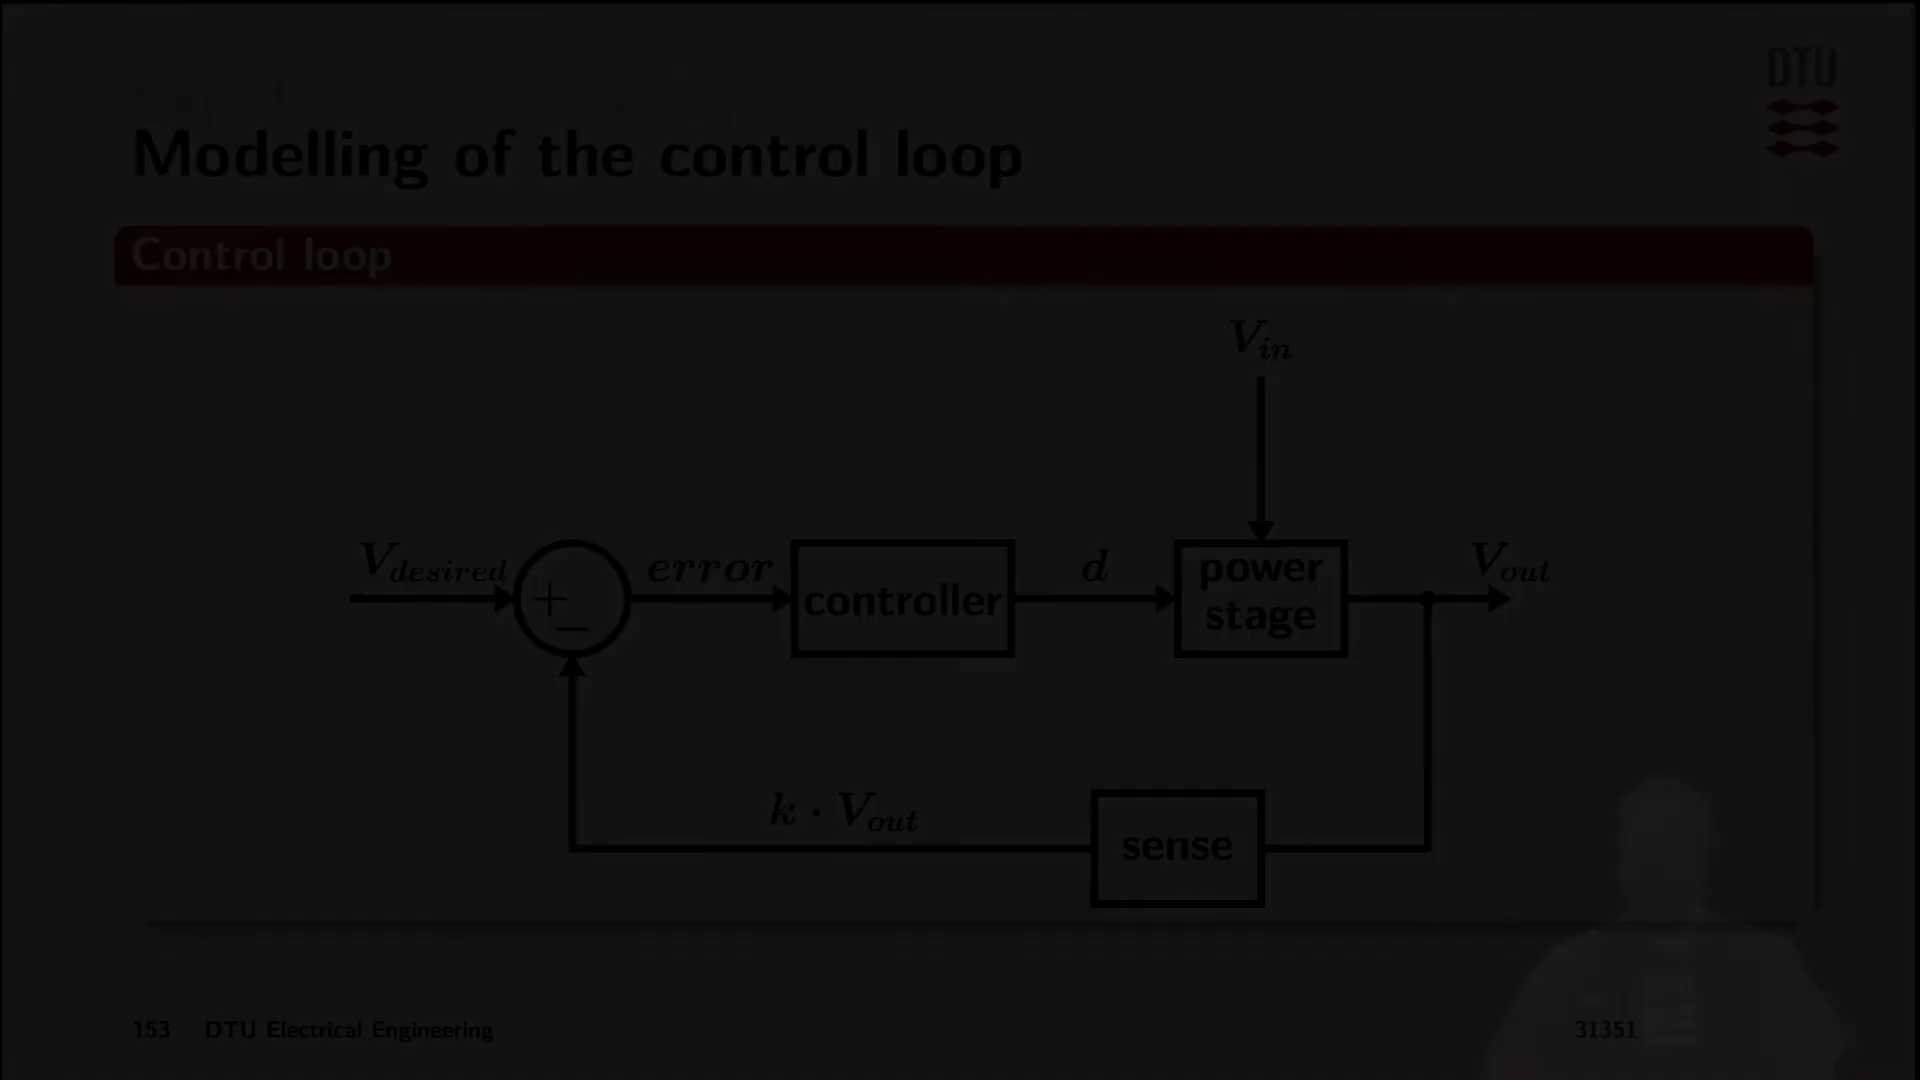 DTU
Modelling of the control loop
Control loop
V_in
V_desired
+
−
error
controller
d
power
stage
V_out
k · V_out
sense
153 DTU Electrical Engineering
31351